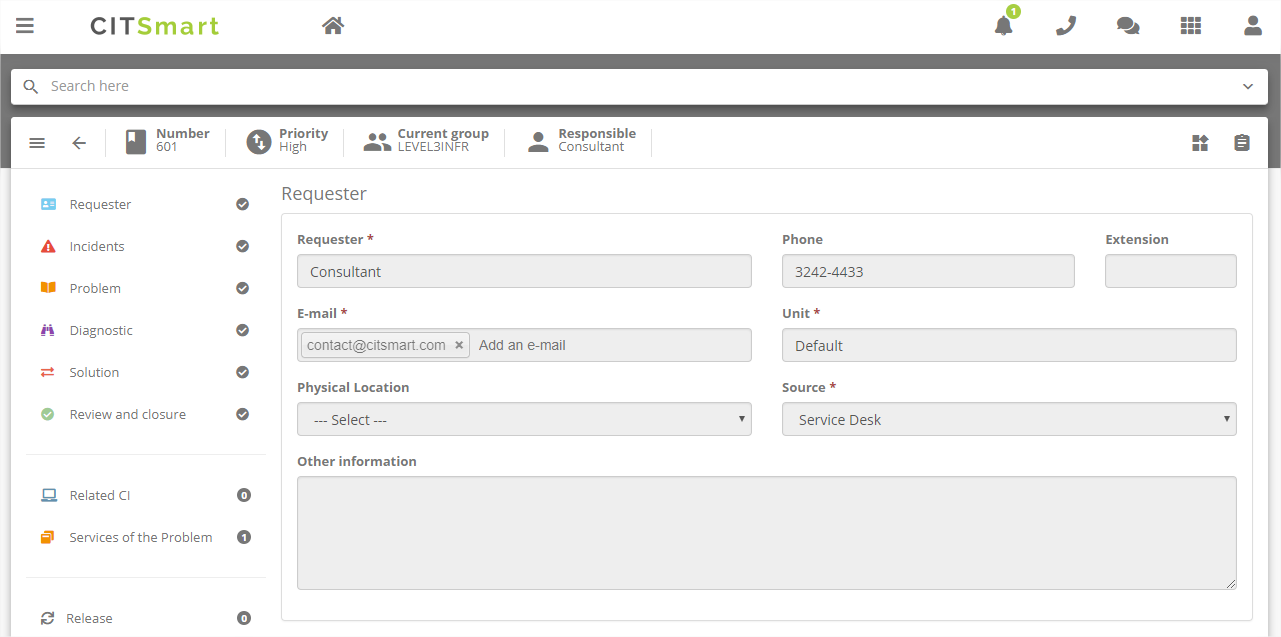 CITSmart
1
Search here
Number
601
Priority
High
Current group
LEVEL3INFR
Responsible
Consultant
Requester
Incidents
Problem
Diagnostic
Solution
Review and closure
Related CI 0
Services of the Problem 1
Release 0
Requester
Requester *
Consultant
Phone
3242-4433
Extension
E-mail *
contact@citsmart.com × Add an e-mail
Unit *
Default
Physical Location
--- Select ---
Source *
Service Desk
Other information